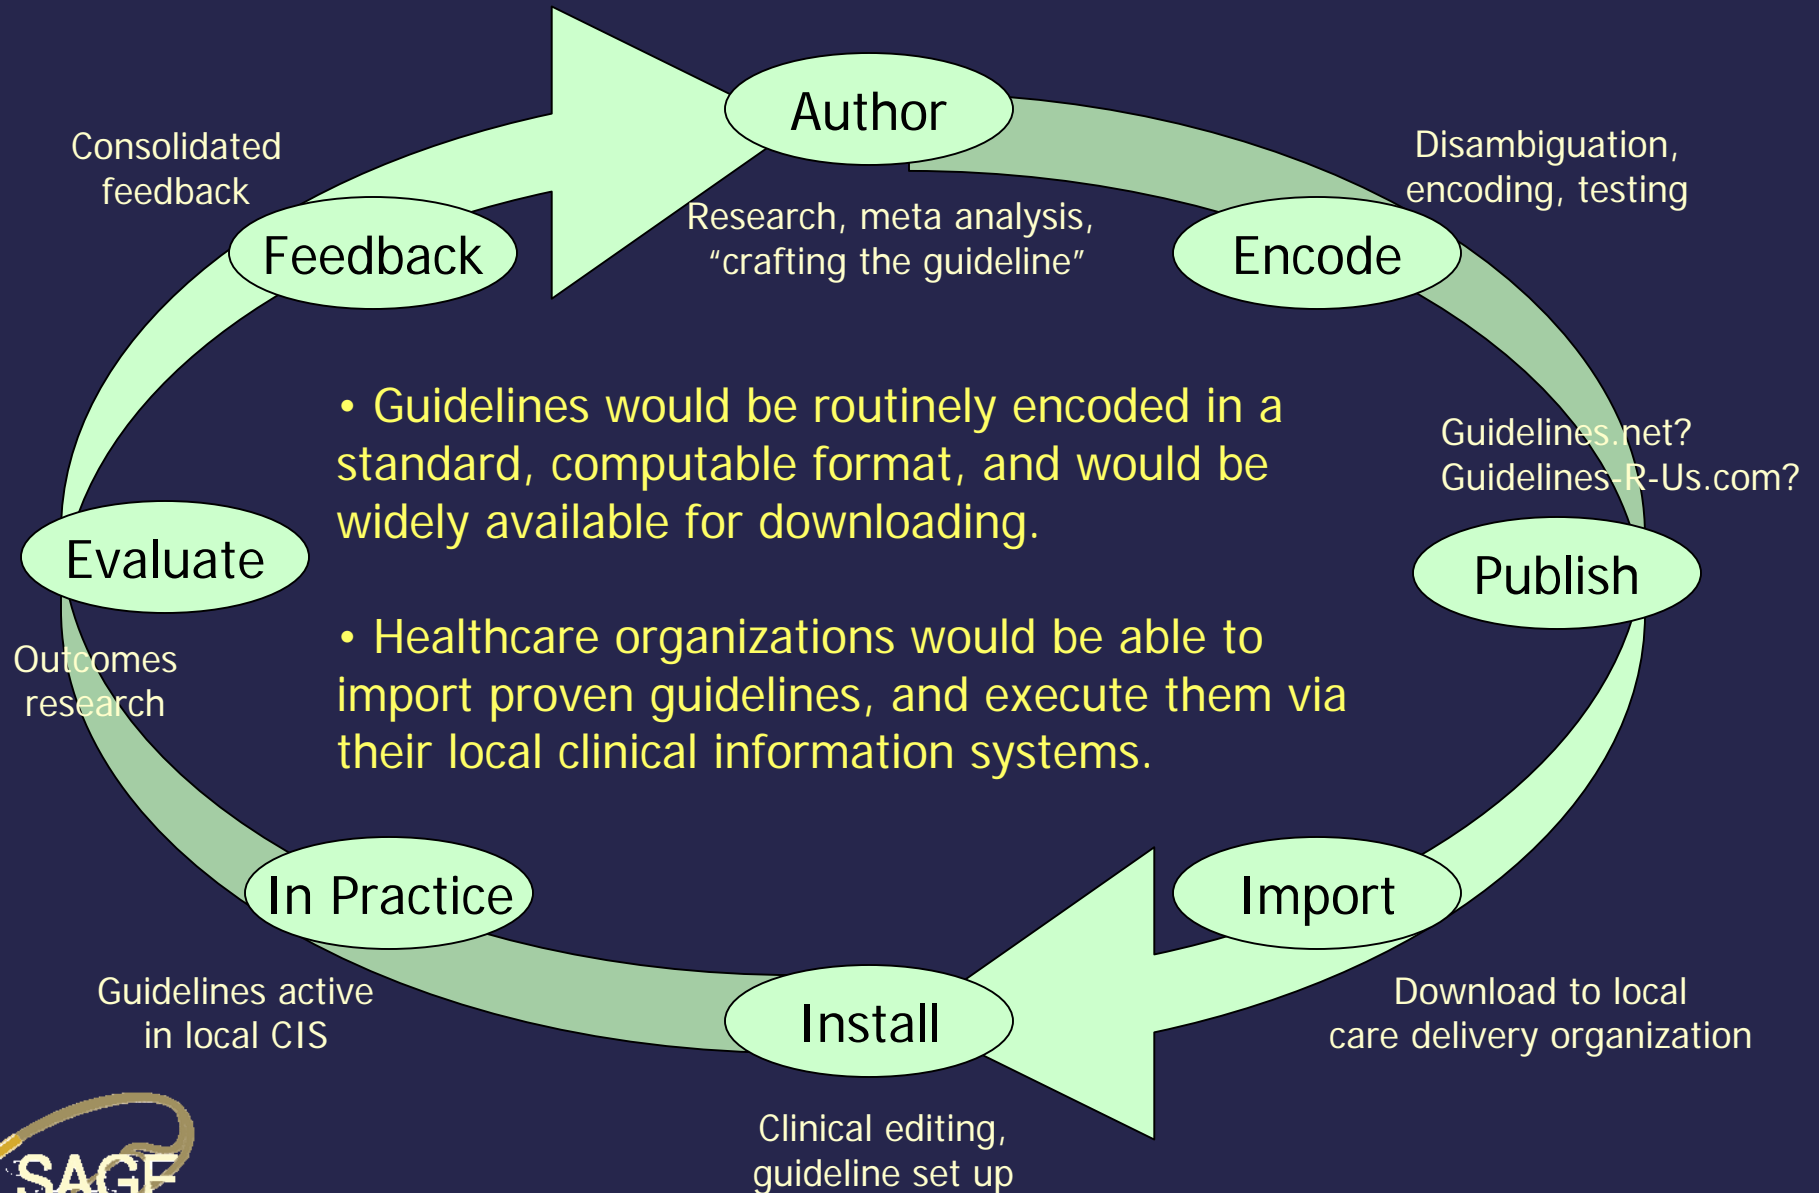 Author
Research, meta analysis,
“crafting the guideline”
Disambiguation,
encoding, testing
Encode
Guidelines.net?
Guidelines-R-Us.com?
Publish
Import
Download to local
care delivery organization
Install
Clinical editing,
guideline set up
In Practice
Guidelines active
in local CIS
Evaluate
Outcomes
research
Feedback
Consolidated
feedback
• Guidelines would be routinely encoded in a
standard, computable format, and would be
widely available for downloading.
• Healthcare organizations would be able to
import proven guidelines, and execute them via
their local clinical information systems.
SAGE